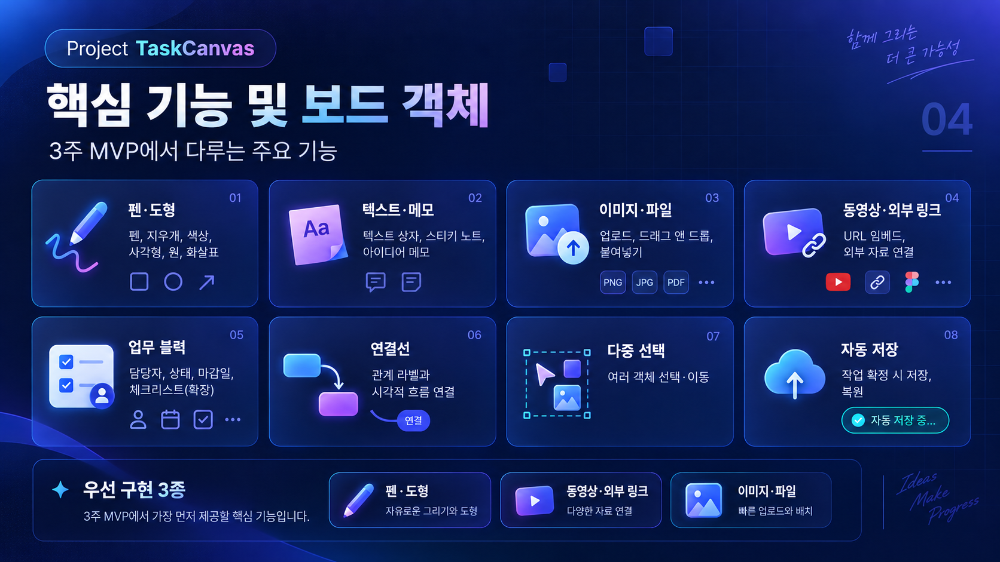 Project TaskCanvas
함께 그리는
더 큰 가능성
핵심 기능 및 보드 객체
04
3주 MVP에서 다루는 주요 기능
01
펜·도형
펜, 지우개, 색상,
사각형, 원, 화살표
02
텍스트·메모
Aa
텍스트 상자, 스티키 노트,
아이디어 메모
03
이미지·파일
업로드, 드래그 앤 드롭,
붙여넣기
PNG JPG PDF
04
동영상·외부 링크
URL 임베드,
외부 자료 연결
05
업무 블럭
담당자, 상태, 마감일,
체크리스트(확장)
06
연결선
관계 라벨과
시각적 흐름 연결
연결
07
다중 선택
여러 객체 선택·이동
08
자동 저장
작업 확정 시 저장,
복원
자동 저장 중...
우선 구현 3종
3주 MVP에서 가장 먼저 제공할 핵심 기능입니다.
펜·도형
자유로운 그리기와 도형
동영상·외부 링크
다양한 자료 연결
이미지·파일
빠른 업로드와 배치
Ideas
Make
Progress